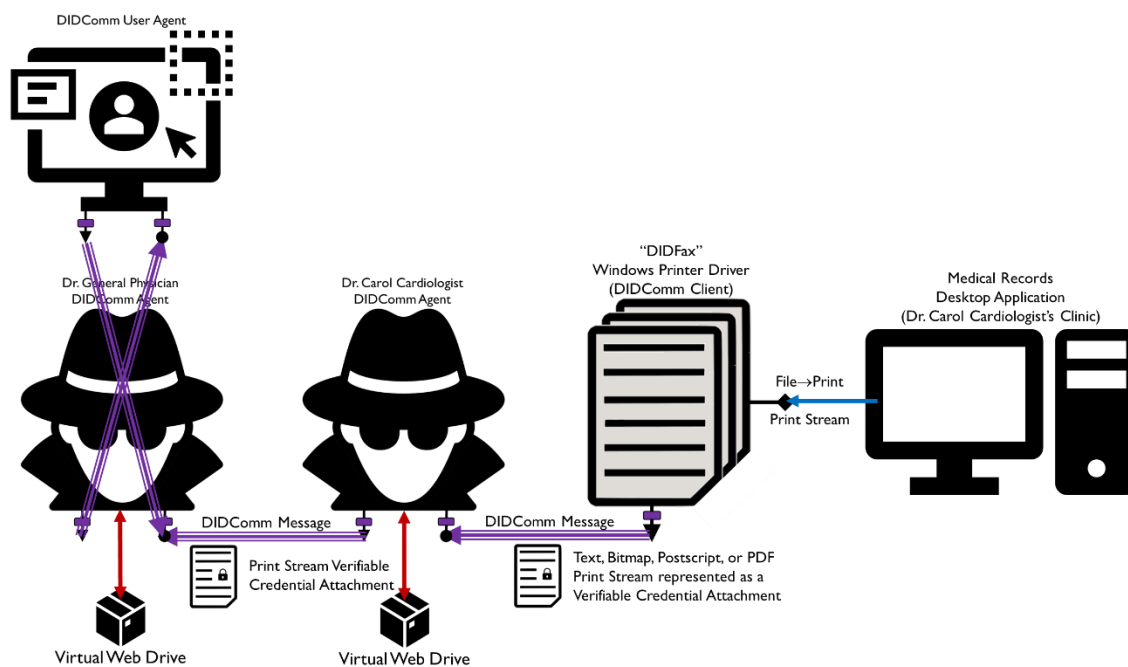 DIDComm User Agent
Dr. General Physician
DIDComm Agent
Dr. Carol Cardiologist
DIDComm Agent
“DIDFax”
Windows Printer Driver
(DIDComm Client)
Medical Records
Desktop Application
(Dr. Carol Cardiologist’s Clinic)
File→Print
Print Stream
DIDComm Message
Print Stream Verifiable
Credential Attachment
DIDComm Message
Text, Bitmap, Postscript, or PDF
Print Stream represented as a
Verifiable Credential Attachment
Virtual Web Drive
Virtual Web Drive